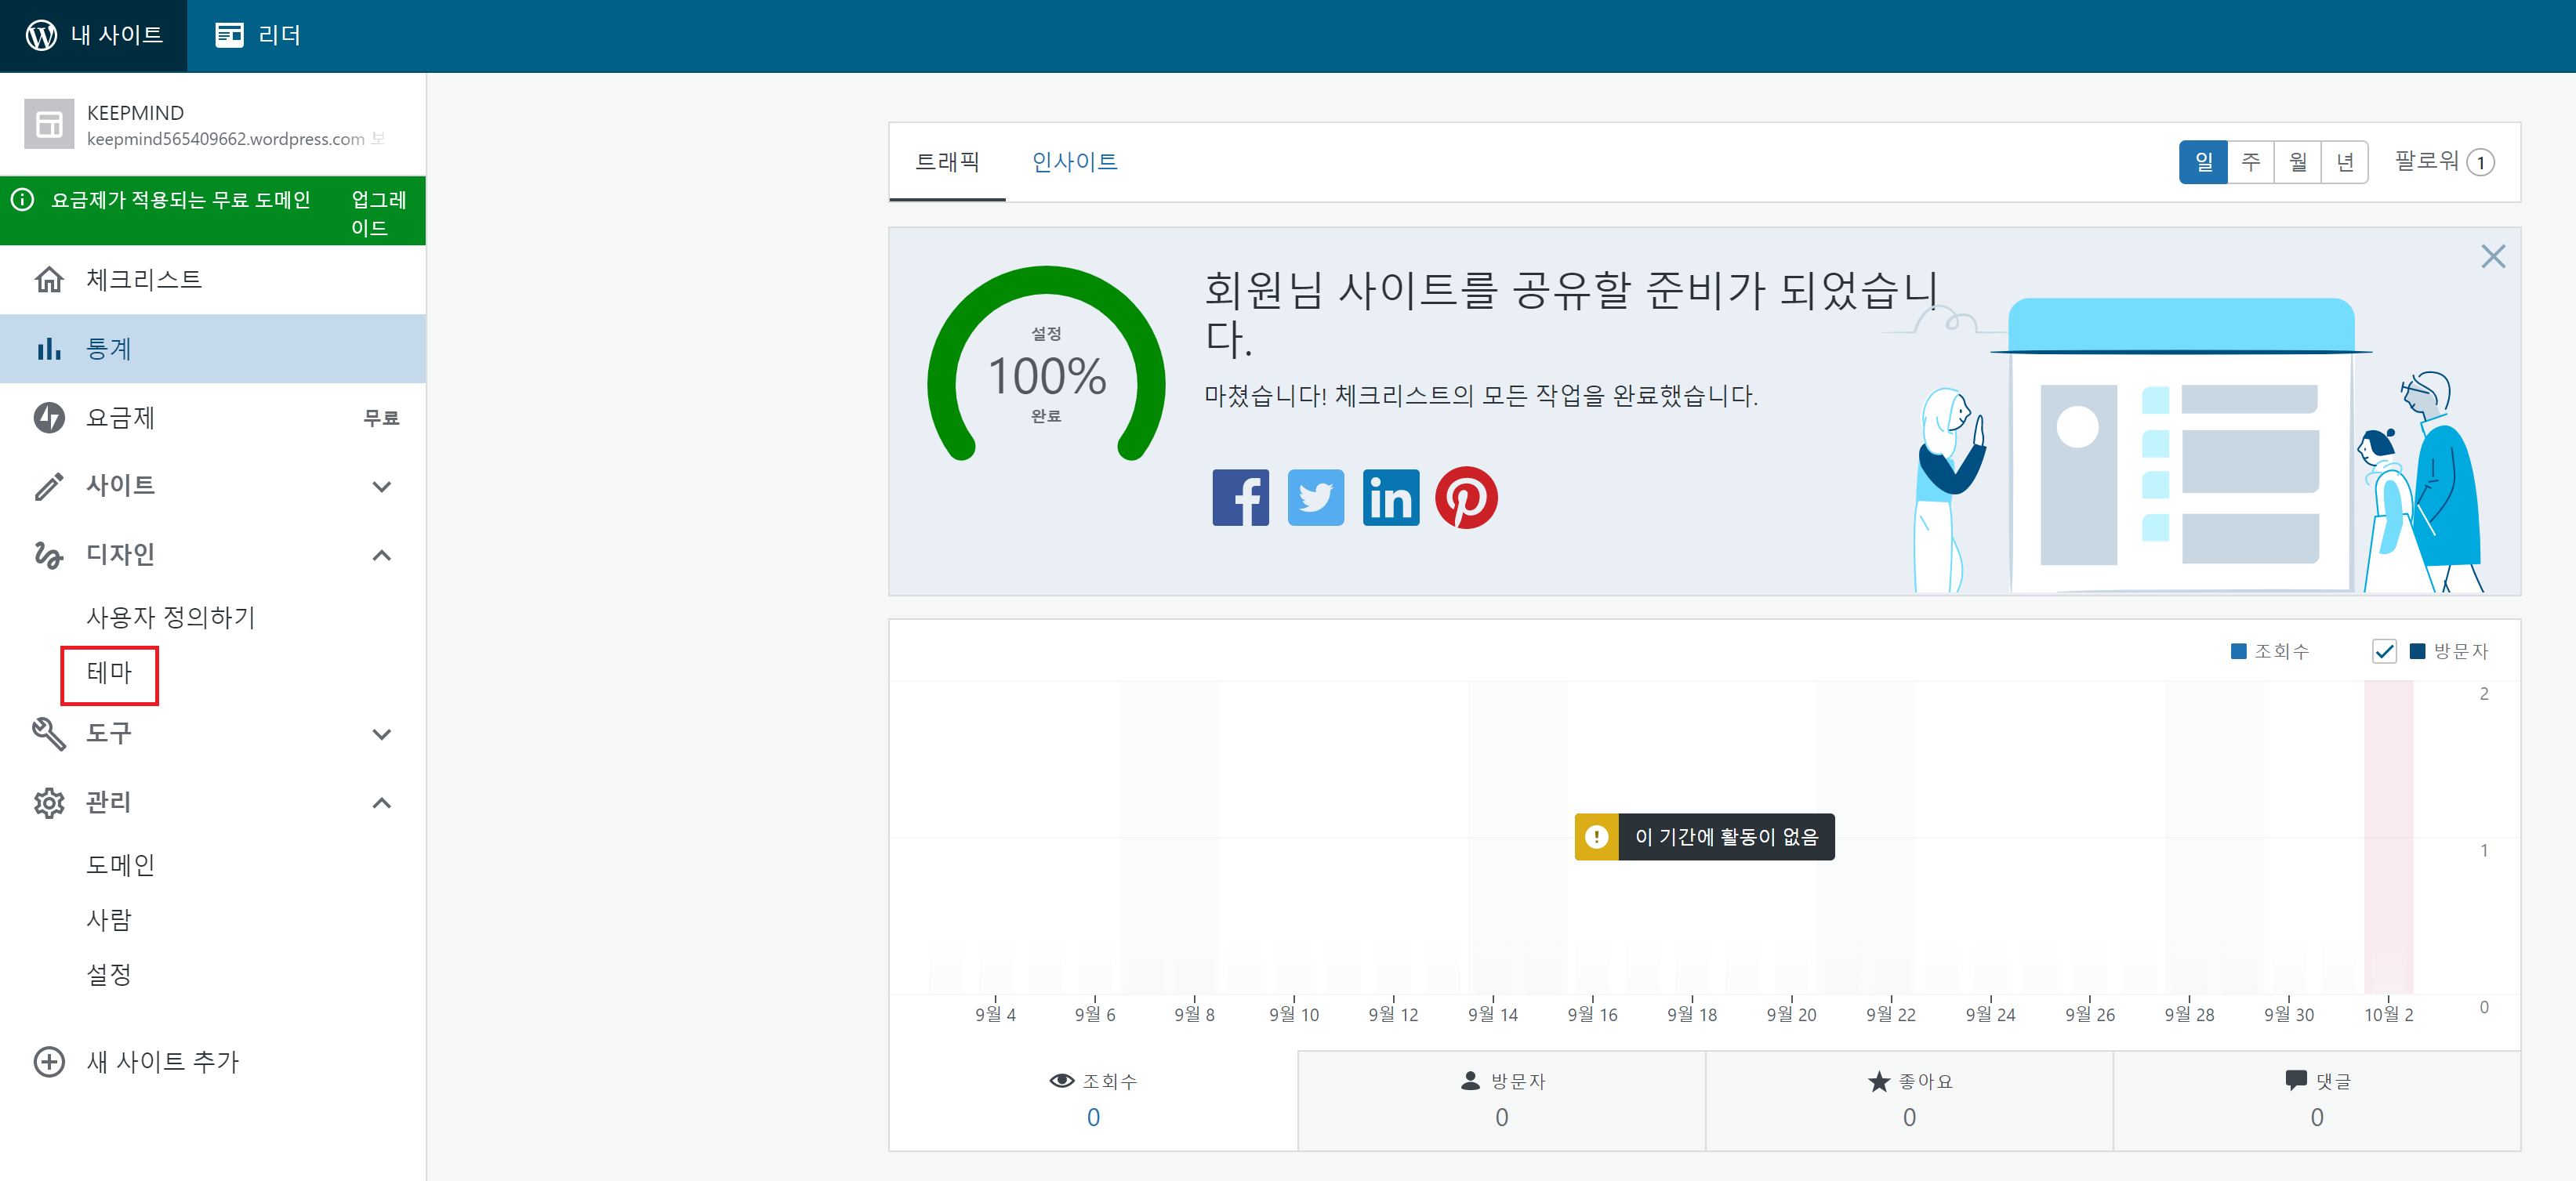 내 사이트
리더
KEEPMIND
keepmind565409662.wordpress.com 보
요금제가 적용되는 무료 도메인
업그레
이드
체크리스트
통계
요금제
무료
사이트
디자인
사용자 정의하기
테마
도구
관리
도메인
사람
설정
새 사이트 추가
트래픽
인사이트
일
주
월
년
팔로워 1
설정
100%
완료
회원님 사이트를 공유할 준비가 되었습니
다.
마쳤습니다! 체크리스트의 모든 작업을 완료했습니다.
조회수
방문자
2
이 기간에 활동이 없음
1
0
9월 4
9월 6
9월 8
9월 10
9월 12
9월 14
9월 16
9월 18
9월 20
9월 22
9월 24
9월 26
9월 28
9월 30
10월 2
조회수
0
방문자
0
좋아요
0
댓글
0